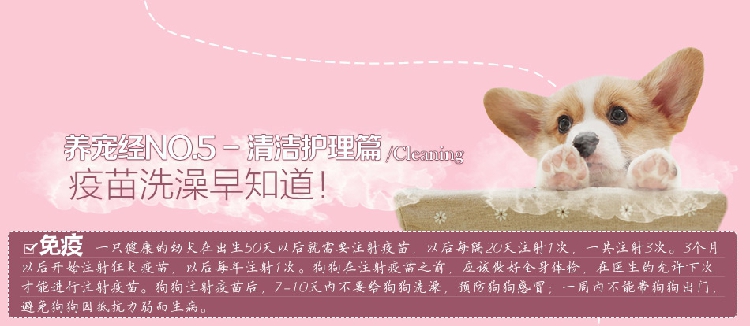 养宠经NO.5-清洁护理篇/Cleaning
疫苗洗澡早知道！
免疫 一只健康的幼犬在出生50天以后就需要注射疫苗，以后每隔20天注射1次，一共注射3次。3个月
以后开始注射狂犬疫苗，以后每年注射1次。狗狗在注射疫苗之前，应该做好全身体检，在医生的允许下次
才能进行注射疫苗。狗狗注射疫苗后，7-10天内不要给狗狗洗澡，预防狗狗感冒；一周内不能带狗狗出门，
避免狗狗因抵抗力弱而生病。